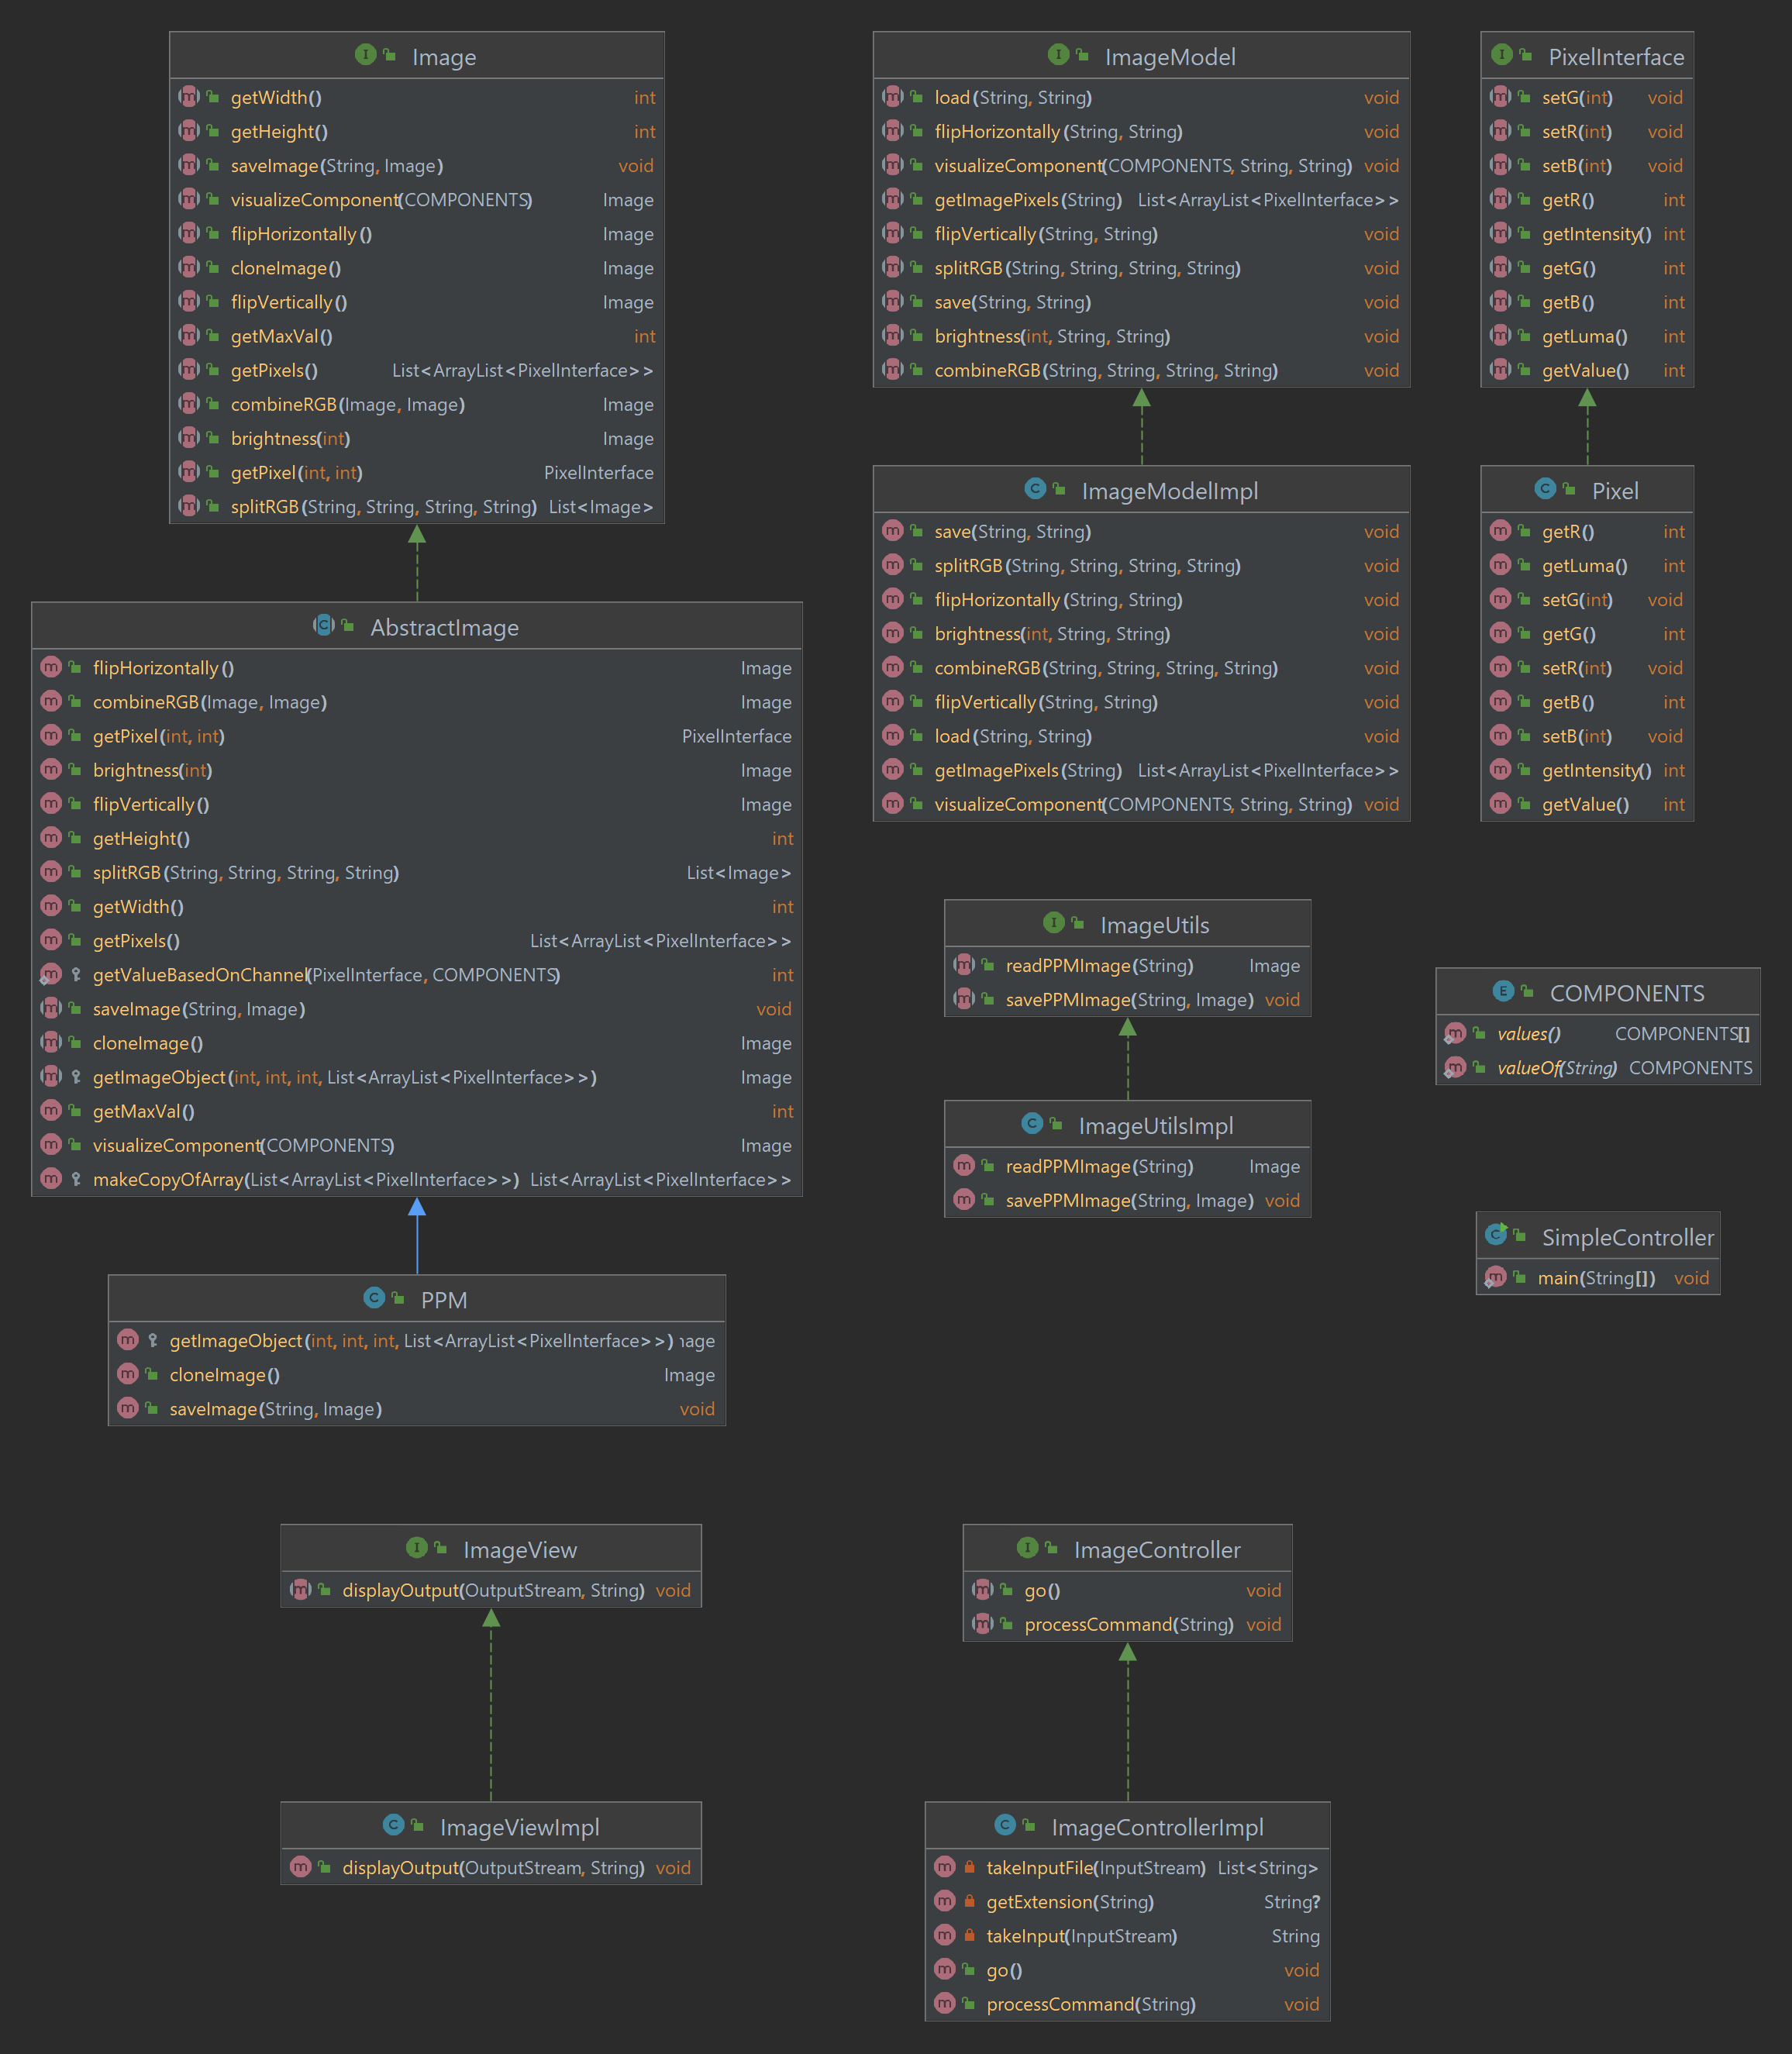 Image
getWidth() int
getHeight() int
saveImage(String, Image) void
visualizeComponent(COMPONENTS) Image
flipHorizontally() Image
cloneImage() Image
flipVertically() Image
getMaxVal() int
getPixels() List<ArrayList<PixelInterface>>
combineRGB(Image, Image) Image
brightness(int) Image
getPixel(int, int) PixelInterface
splitRGB(String, String, String, String) List<Image>
ImageModel
load(String, String) void
flipHorizontally(String, String) void
visualizeComponent(COMPONENTS, String, String) void
getImagePixels(String) List<ArrayList<PixelInterface>>
flipVertically(String, String) void
splitRGB(String, String, String, String) void
save(String, String) void
brightness(int, String, String) void
combineRGB(String, String, String, String) void
PixelInterface
setG(int) void
setR(int) void
setB(int) void
getR() int
getIntensity() int
getG() int
getB() int
getLuma() int
getValue() int
AbstractImage
flipHorizontally() Image
combineRGB(Image, Image) Image
getPixel(int, int) PixelInterface
brightness(int) Image
flipVertically() Image
getHeight() int
splitRGB(String, String, String, String) List<Image>
getWidth() int
getPixels() List<ArrayList<PixelInterface>>
getValueBasedOnChannel(PixelInterface, COMPONENTS) int
saveImage(String, Image) void
cloneImage() Image
getImageObject(int, int, int, List<ArrayList<PixelInterface>>) Image
getMaxVal() int
visualizeComponent(COMPONENTS) Image
makeCopyOfArray(List<ArrayList<PixelInterface>>) List<ArrayList<PixelInterface>>
ImageModelImpl
save(String, String) void
splitRGB(String, String, String, String) void
flipHorizontally(String, String) void
brightness(int, String, String) void
combineRGB(String, String, String, String) void
flipVertically(String, String) void
load(String, String) void
getImagePixels(String) List<ArrayList<PixelInterface>>
visualizeComponent(COMPONENTS, String, String) void
Pixel
getR() int
getLuma() int
setG(int) void
getG() int
setR(int) void
getB() int
setB(int) void
getIntensity() int
getValue() int
ImageUtils
readPPMImage(String) Image
savePPMImage(String, Image) void
COMPONENTS
values() COMPONENTS[]
valueOf(String) COMPONENTS
ImageUtilsImpl
readPPMImage(String) Image
savePPMImage(String, Image) void
SimpleController
main(String[]) void
PPM
getImageObject(int, int, int, List<ArrayList<PixelInterface>>) nage
cloneImage() Image
saveImage(String, Image) void
ImageView
displayOutput(OutputStream, String) void
ImageController
go() void
processCommand(String) void
ImageViewImpl
displayOutput(OutputStream, String) void
ImageControllerImpl
takeInputFile(InputStream) List<String>
getExtension(String) String?
takeInput(InputStream) String
go() void
processCommand(String) void